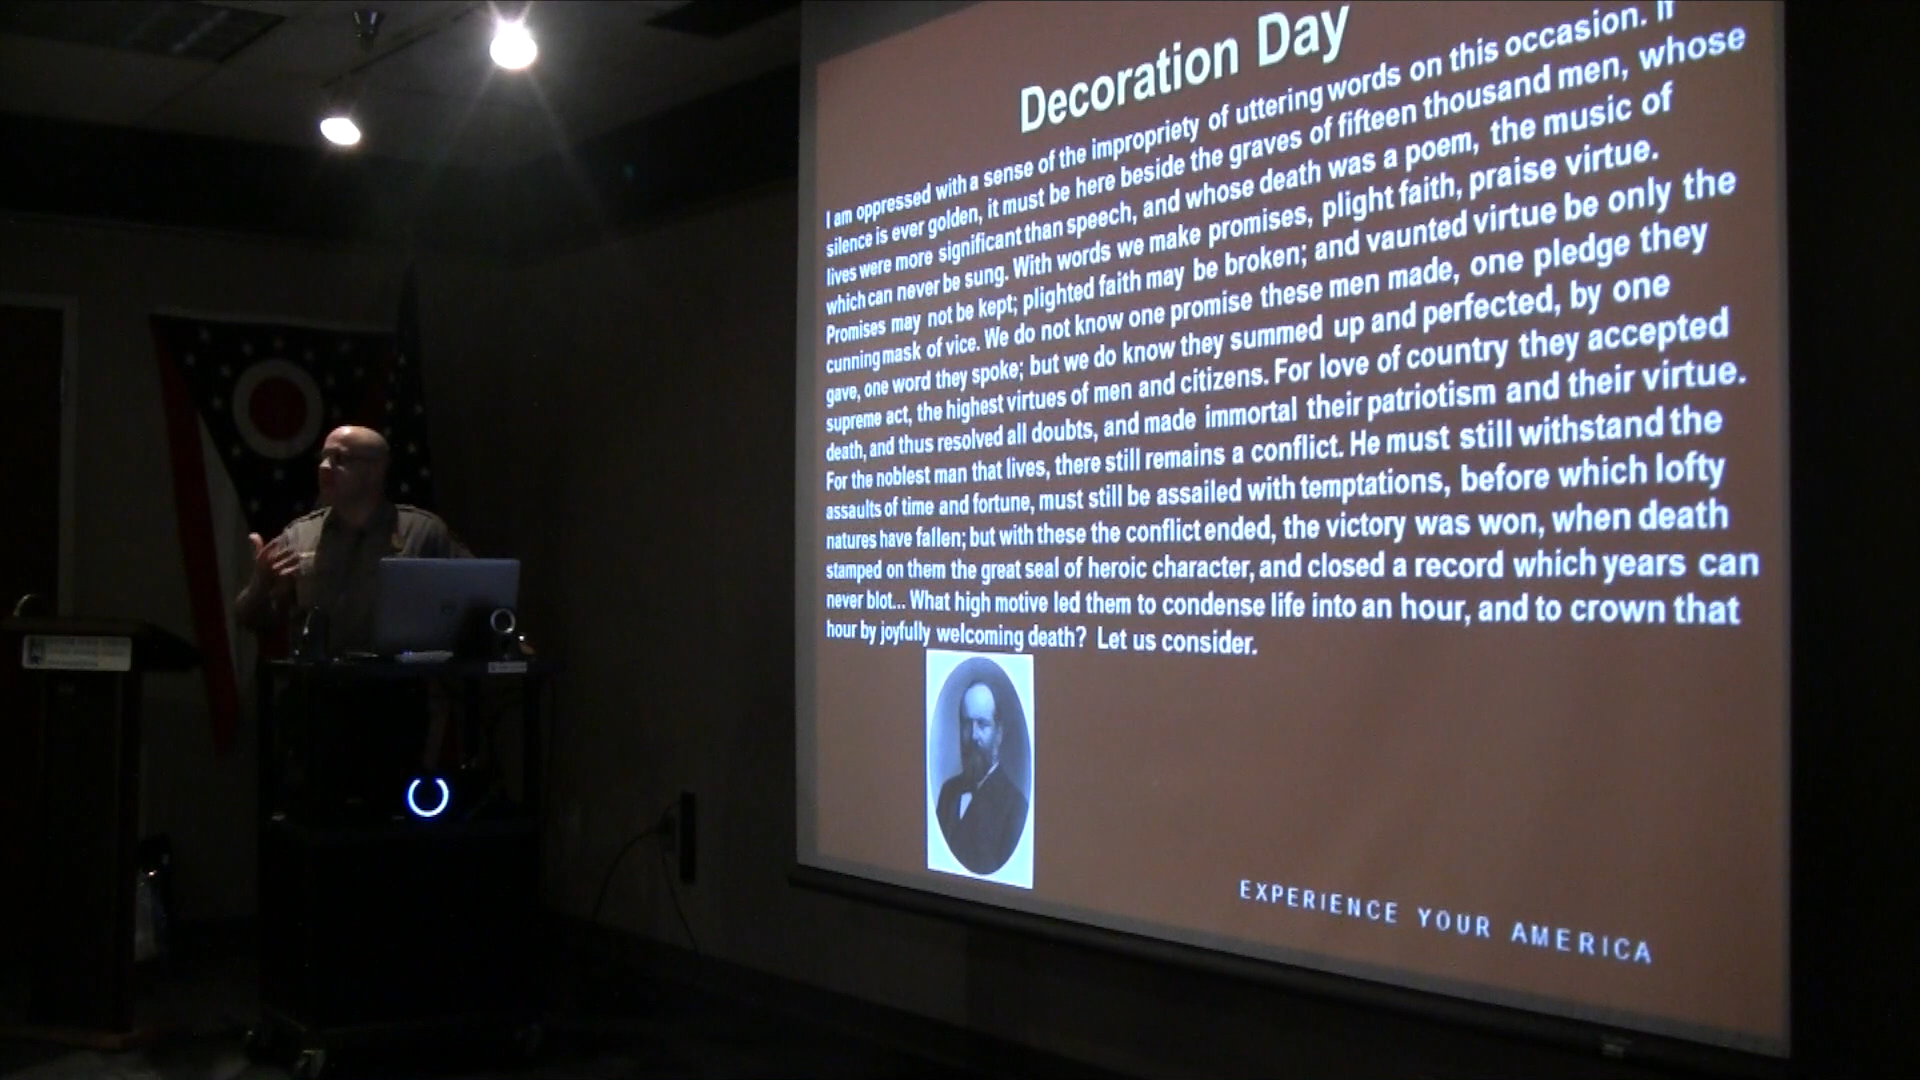 Decoration Day
I am oppressed with a sense of the impropriety of uttering words on this occasion. If
silence is ever golden, it must be here beside the graves of fifteen thousand men, whose
lives were more significant than speech, and whose death was a poem, the music of
which can never be sung. With words we make promises, plight faith, praise virtue.
Promises may not be kept; plighted faith may be broken; and vaunted virtue be only the
cunning mask of vice. We do not know one promise these men made, one pledge they
gave, one word they spoke; but we do know they summed up and perfected, by one
supreme act, the highest virtues of men and citizens. For love of country they accepted
death, and thus resolved all doubts, and made immortal their patriotism and their virtue.
For the noblest man that lives, there still remains a conflict. He must still withstand the
assaults of time and fortune, must still be assailed with temptations, before which lofty
natures have fallen; but with these the conflict ended, the victory was won, when death
stamped on them the great seal of heroic character, and closed a record which years can
never blot... What high motive led them to condense life into an hour, and to crown that
hour by joyfully welcoming death? Let us consider.
EXPERIENCE YOUR AMERICA